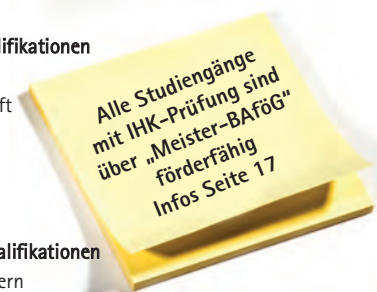 lifikationen
ft
Alle Studiengänge
mit IHK-Prüfung sind
über „Meister-BAföG“
förderfähig
Infos Seite 17
alifikationen
ern